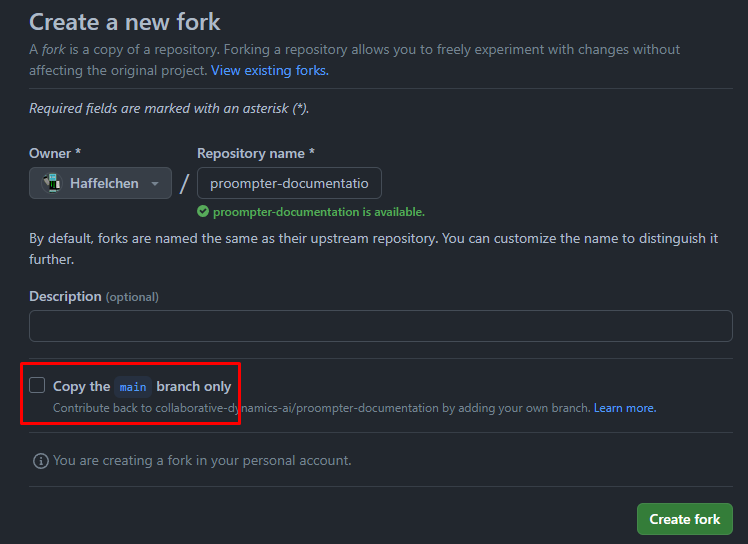 Create a new fork
A fork is a copy of a repository. Forking a repository allows you to freely experiment with changes without
affecting the original project. View existing forks.
Required fields are marked with an asterisk (*).
Owner * Repository name *
Haffelchen / proompter-documentatio
proompter-documentation is available.
By default, forks are named the same as their upstream repository. You can customize the name to distinguish it
further.
Description (optional)
Copy the main branch only
Contribute back to collaborative-dynamics-ai/proompter-documentation by adding your own branch. Learn more.
You are creating a fork in your personal account.
Create fork